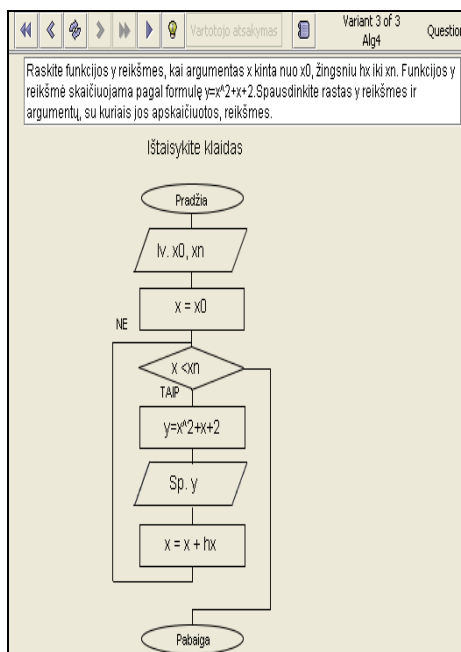 Vartotojo atsakymas
Variant 3 of 3
Alg4
Question
Raskite funkcijos y reikšmes, kai argumentas x kinta nuo x0, žingsniu hx iki xn. Funkcijos y
reikšmė skaičiuojama pagal formulę y=x^2+x+2.Spausdinkite rastas y reikšmes ir
argumentų, su kuriais jos apskaičiuotos, reikšmes.
Ištaisykite klaidas
Pradžia
Iv. x0, xn
x = x0
NE
x <xn
TAIP
y=x^2+x+2
Sp. y
x = x + hx
Pabaiga